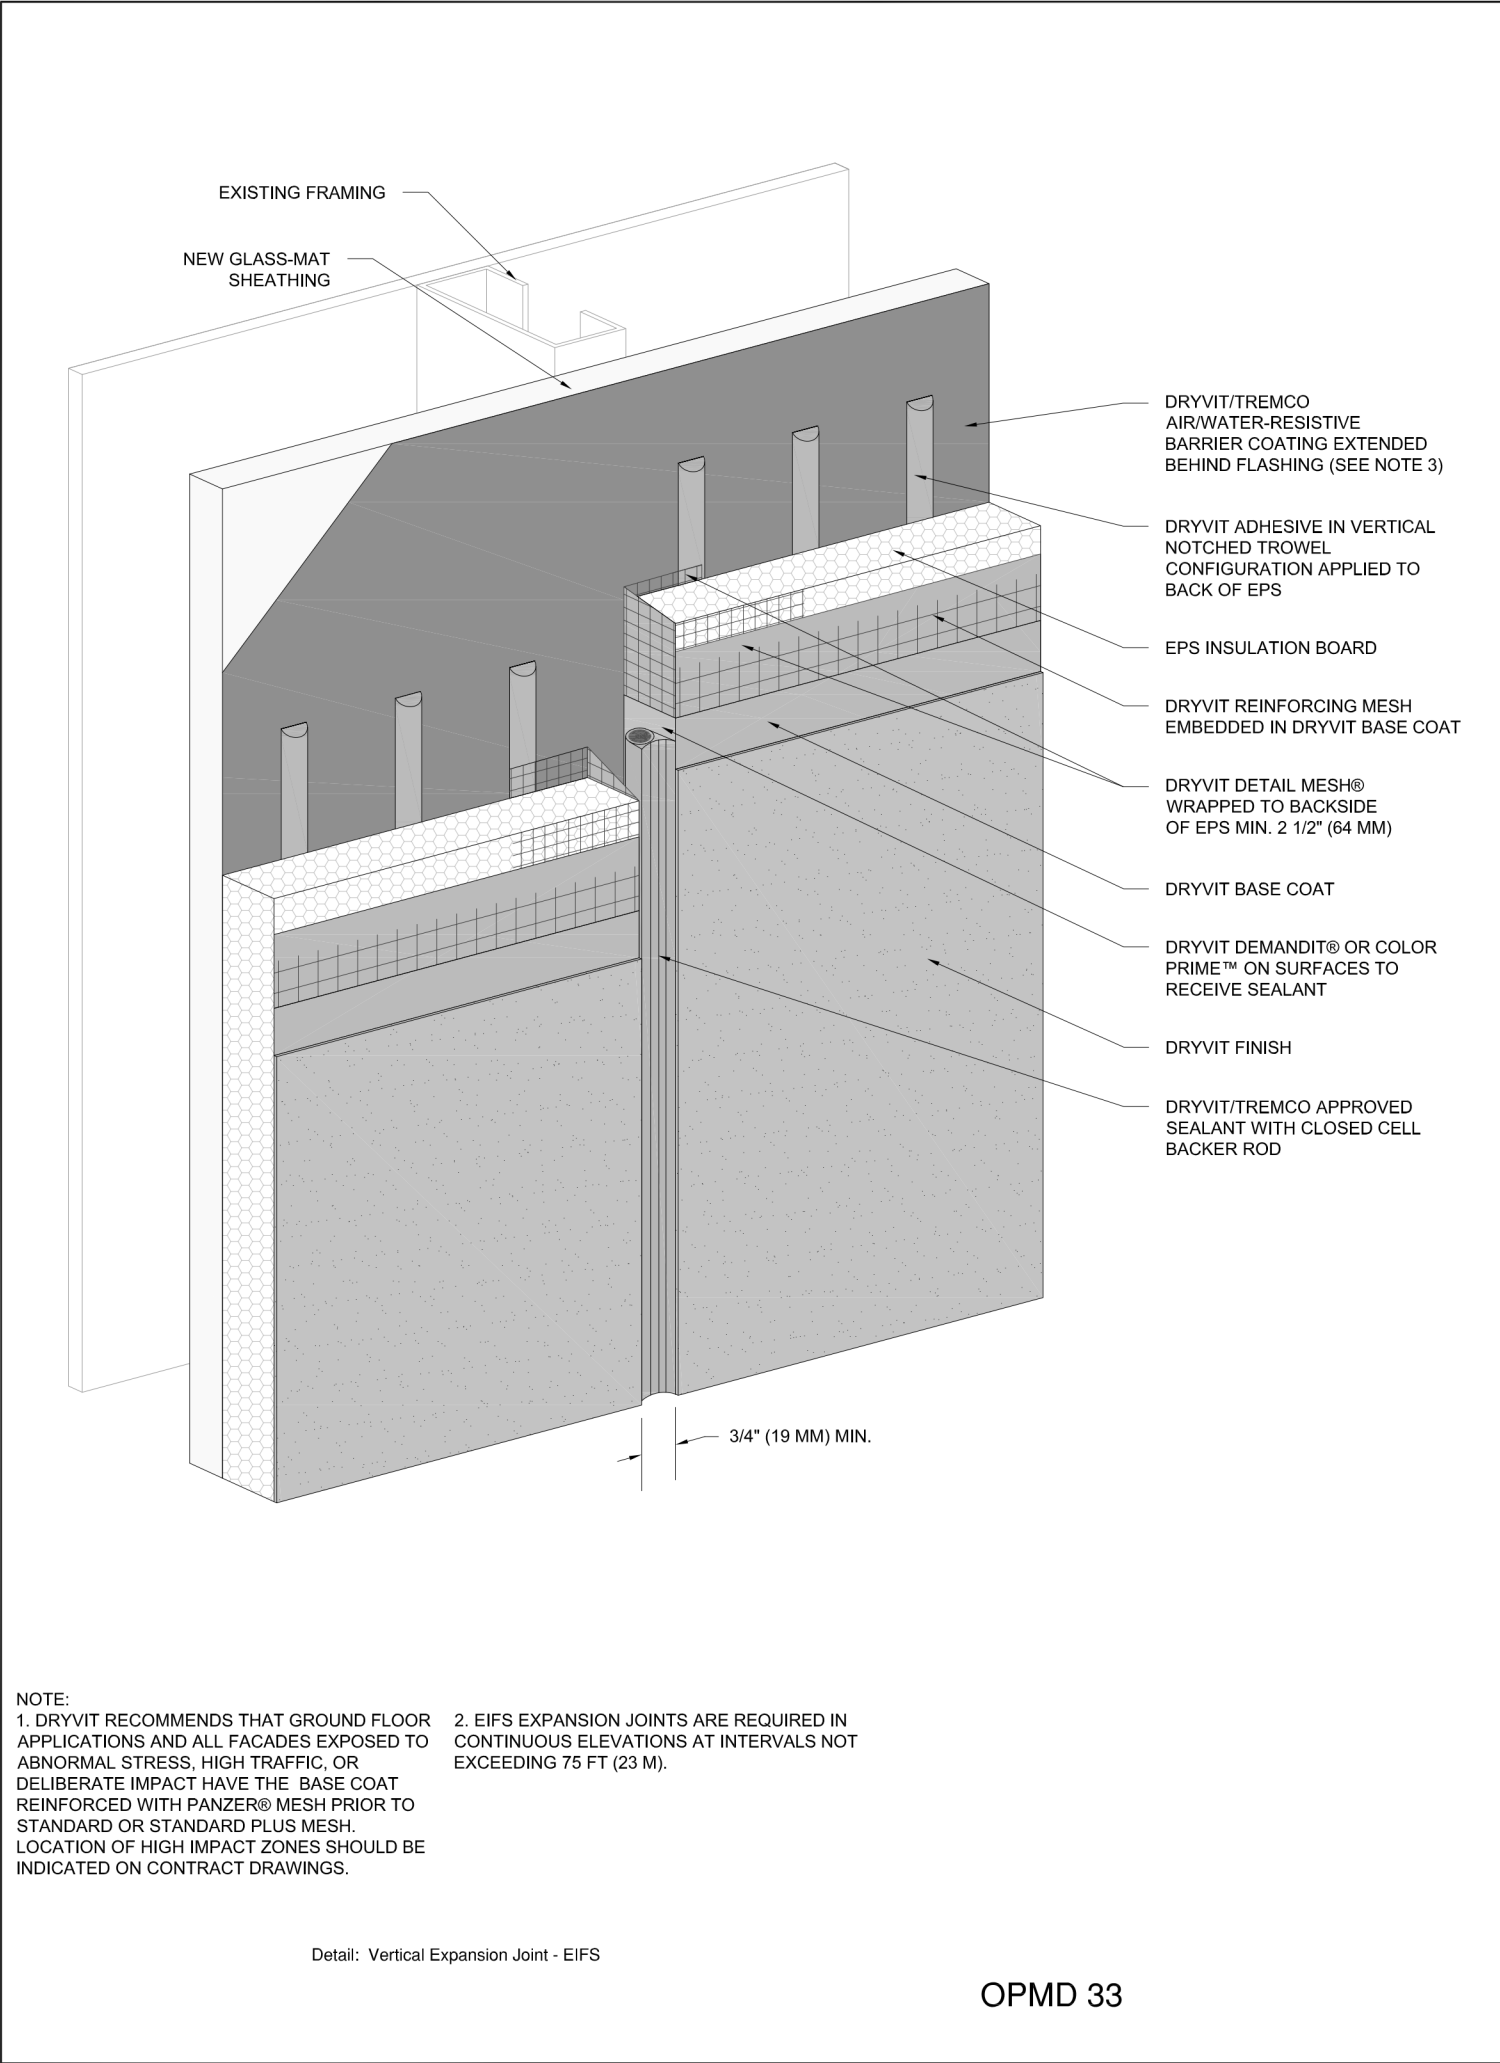 EXISTING FRAMING
NEW GLASS-MAT
SHEATHING
DRYVIT/TREMCO
AIR/WATER-RESISTIVE
BARRIER COATING EXTENDED
BEHIND FLASHING (SEE NOTE 3)
DRYVIT ADHESIVE IN VERTICAL
NOTCHED TROWEL
CONFIGURATION APPLIED TO
BACK OF EPS
EPS INSULATION BOARD
DRYVIT REINFORCING MESH
EMBEDDED IN DRYVIT BASE COAT
DRYVIT DETAIL MESH®
WRAPPED TO BACKSIDE
OF EPS MIN. 2 1/2" (64 MM)
DRYVIT BASE COAT
DRYVIT DEMANDIT® OR COLOR
PRIME™ ON SURFACES TO
RECEIVE SEALANT
DRYVIT FINISH
DRYVIT/TREMCO APPROVED
SEALANT WITH CLOSED CELL
BACKER ROD
3/4" (19 MM) MIN.
NOTE:
1. DRYVIT RECOMMENDS THAT GROUND FLOOR
APPLICATIONS AND ALL FACADES EXPOSED TO
ABNORMAL STRESS, HIGH TRAFFIC, OR
DELIBERATE IMPACT HAVE THE BASE COAT
REINFORCED WITH PANZER® MESH PRIOR TO
STANDARD OR STANDARD PLUS MESH.
LOCATION OF HIGH IMPACT ZONES SHOULD BE
INDICATED ON CONTRACT DRAWINGS.
2. EIFS EXPANSION JOINTS ARE REQUIRED IN
CONTINUOUS ELEVATIONS AT INTERVALS NOT
EXCEEDING 75 FT (23 M).
Detail: Vertical Expansion Joint - EIFS
OPMD 33